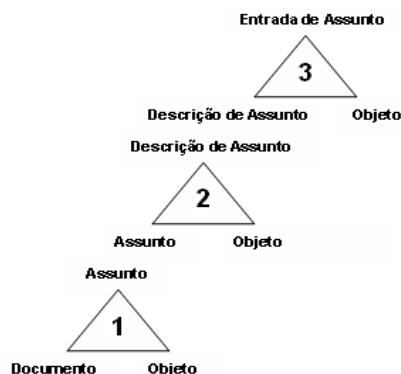 Entrada de Assunto
3
Descrição de Assunto Objeto
Descrição de Assunto
2
Assunto Objeto
Assunto
1
Documento Objeto